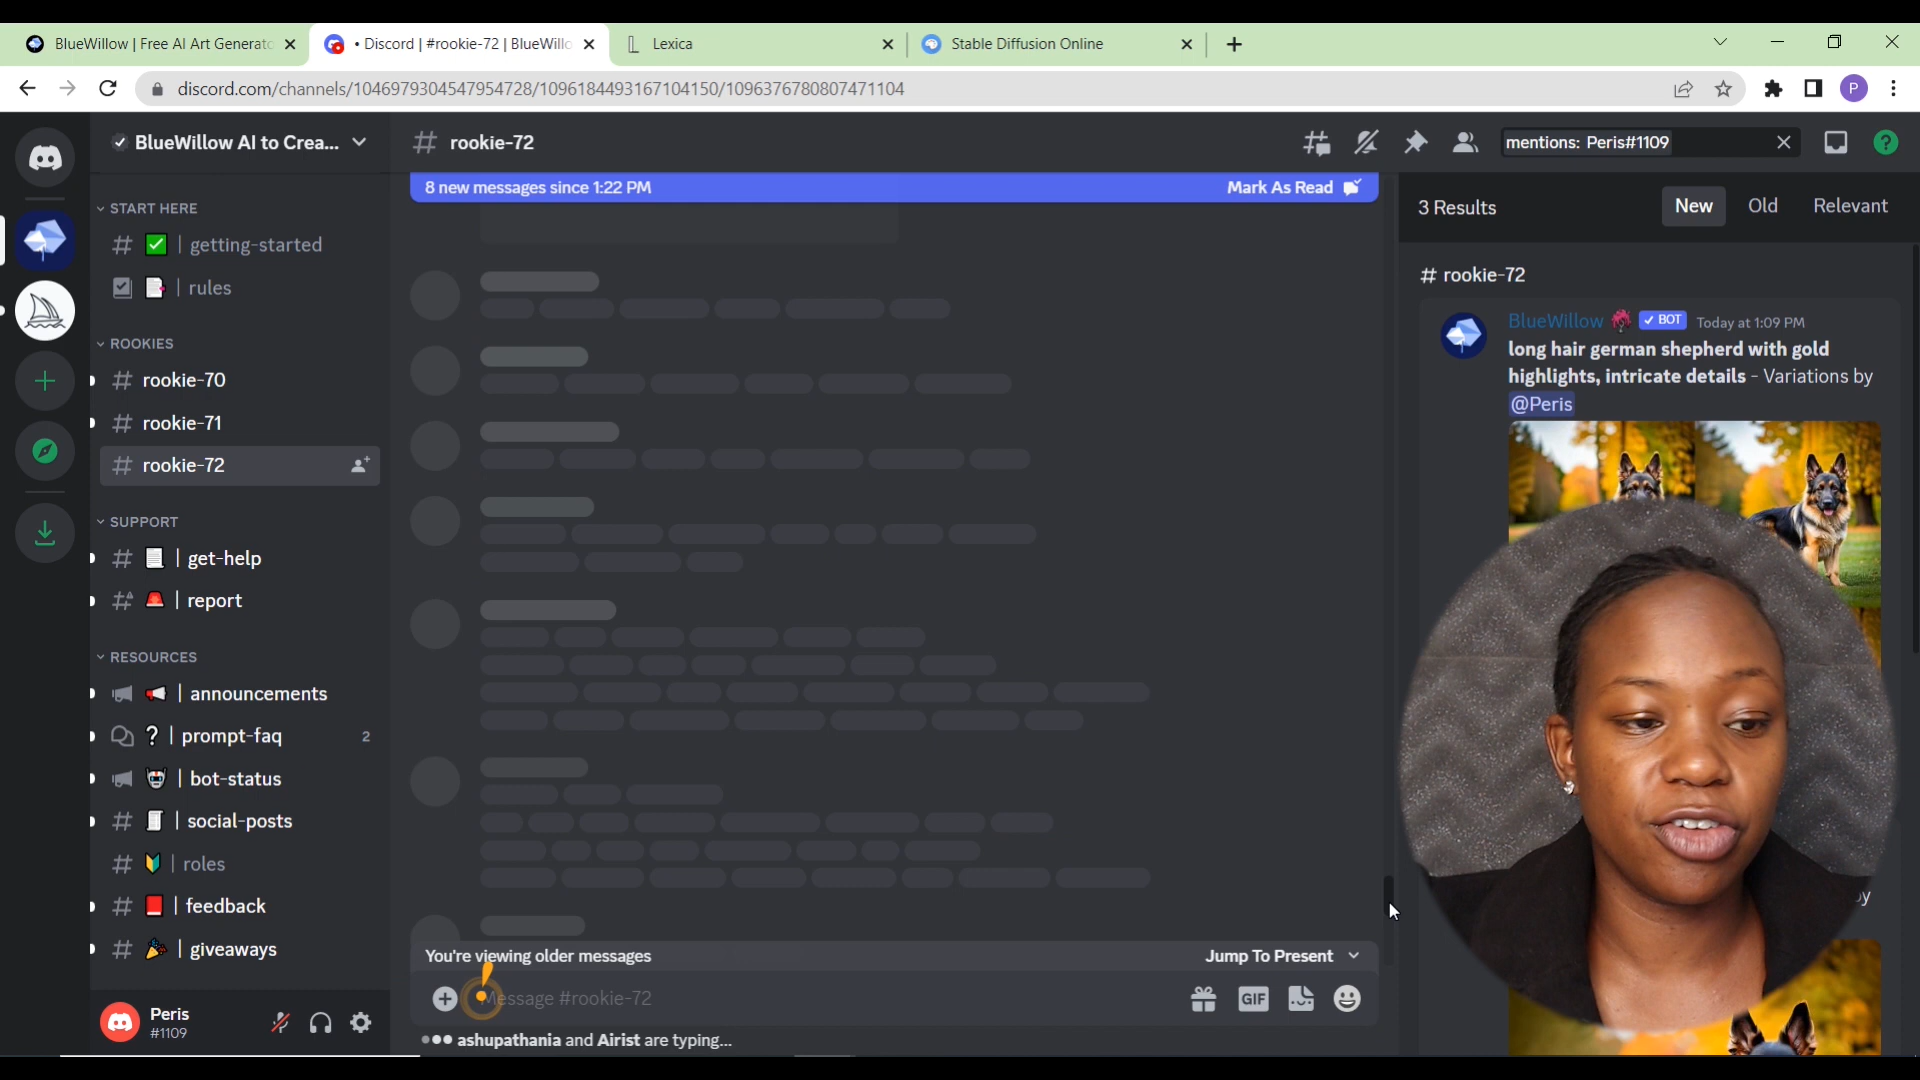 BlueWillow | Free AI Art Generato
• Discord | #rookie-72 | BlueWillo
Lexica
Stable Diffusion Online
discord.com/channels/1046979304547954728/1096184493167104150/1096376780807471104
P
BlueWillow AI to Crea...
# rookie-72
mentions: Peris#1109
8 new messages since 1:22 PM
Mark As Read
3 Results
New
Old
Relevant
START HERE
# | getting-started
| rules
ROOKIES
# rookie-70
# rookie-71
# rookie-72
SUPPORT
# | get-help
# | report
RESOURCES
| announcements
? | prompt-faq 2
| bot-status
# | social-posts
# | roles
# | feedback
# | giveaways
Peris
#1109
# rookie-72
BlueWillow ✓ BOT Today at 1:09 PM
long hair german shepherd with gold
highlights, intricate details - Variations by
@Peris
You're viewing older messages
Jump To Present
Message #rookie-72
GIF
ashupathania and Airist are typing...